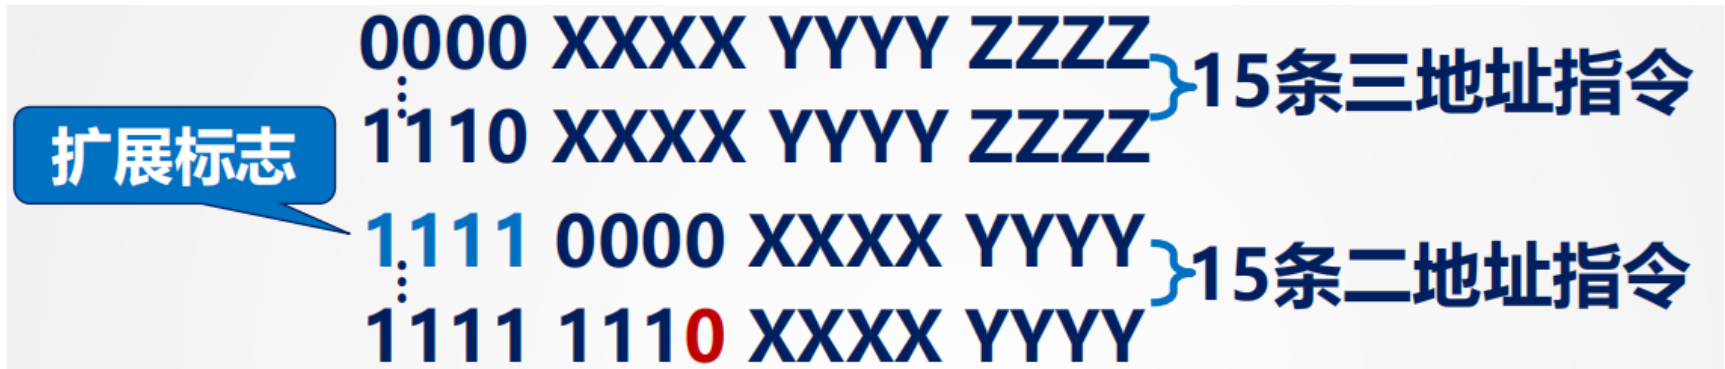 0000 XXXX YYYY ZZZZ
15条三地址指令
1110 XXXX YYYY ZZZZ
扩展标志
1111 0000 XXXX YYYY
15条二地址指令
1111 1110 XXXX YYYY